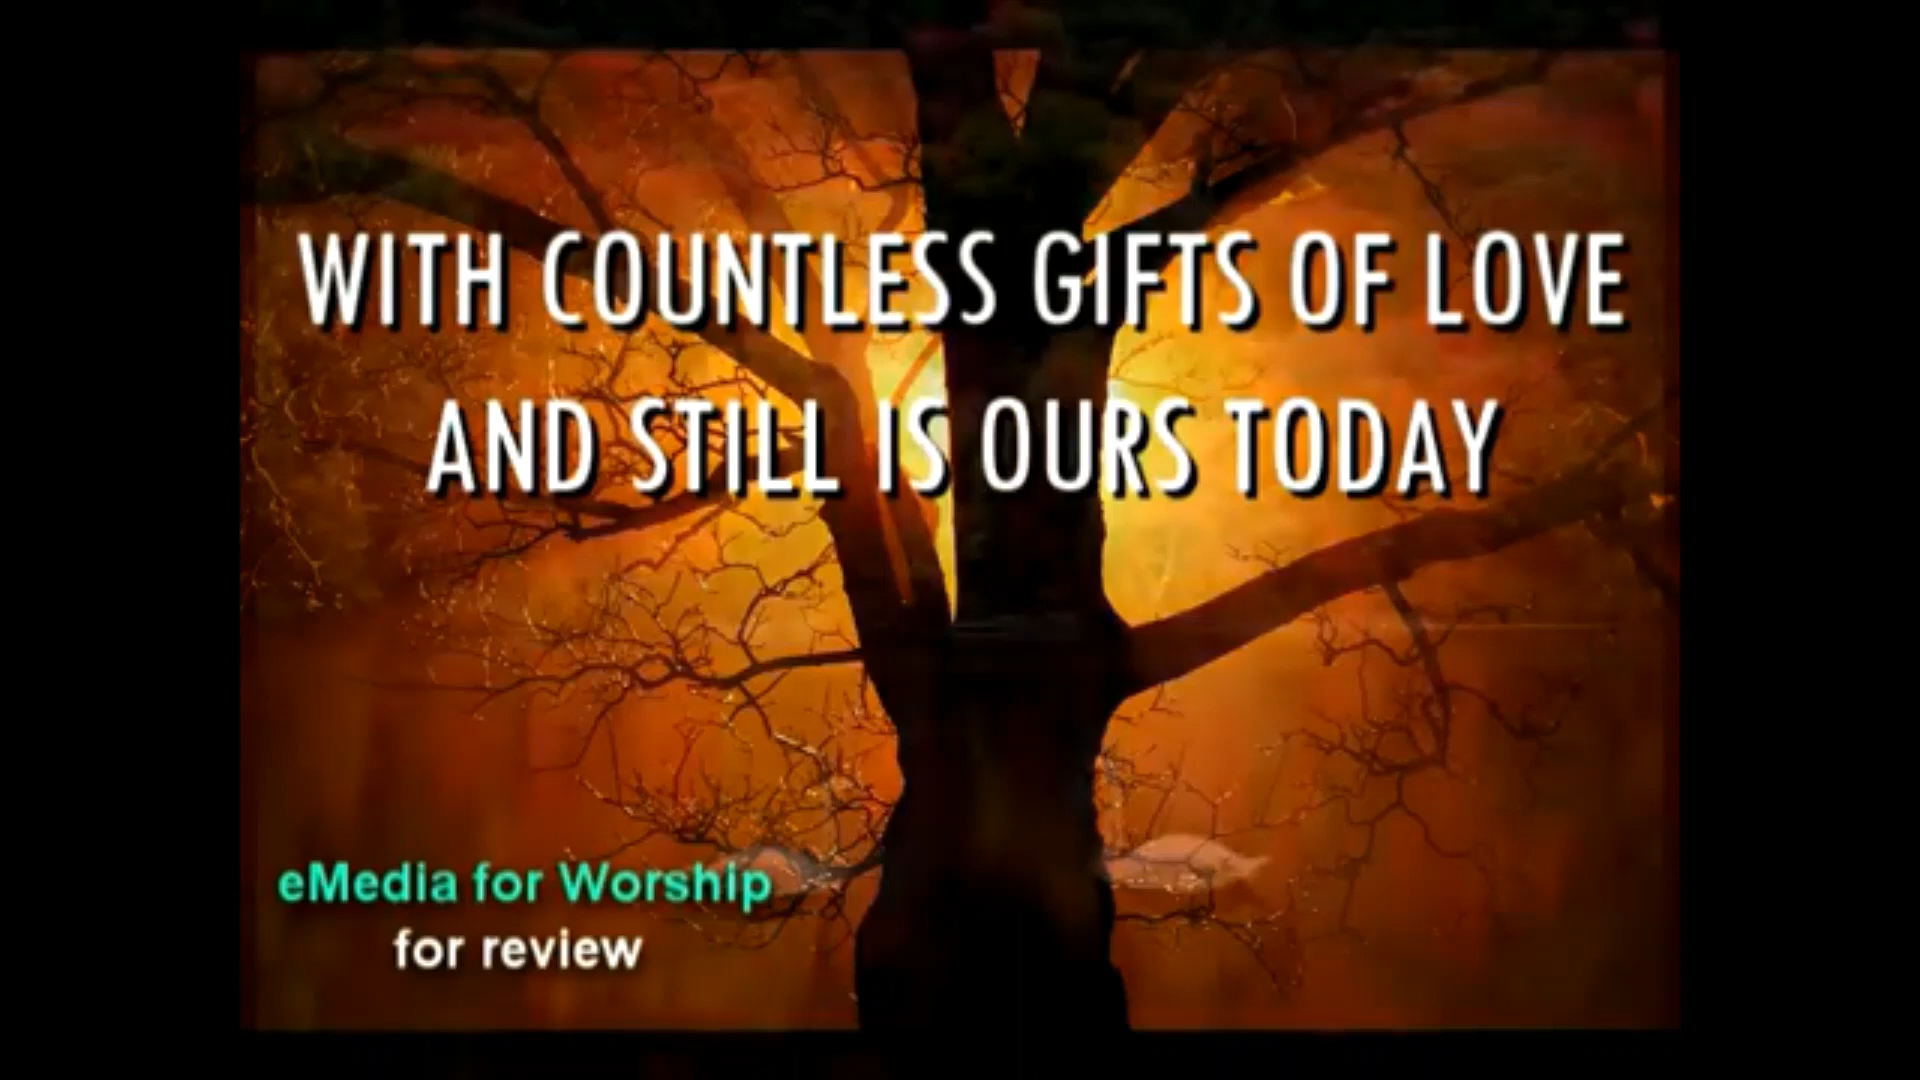 WITH COUNTLESS GIFTS OF LOVE
AND STILL IS OURS TODAY
eMedia for Worship
for review